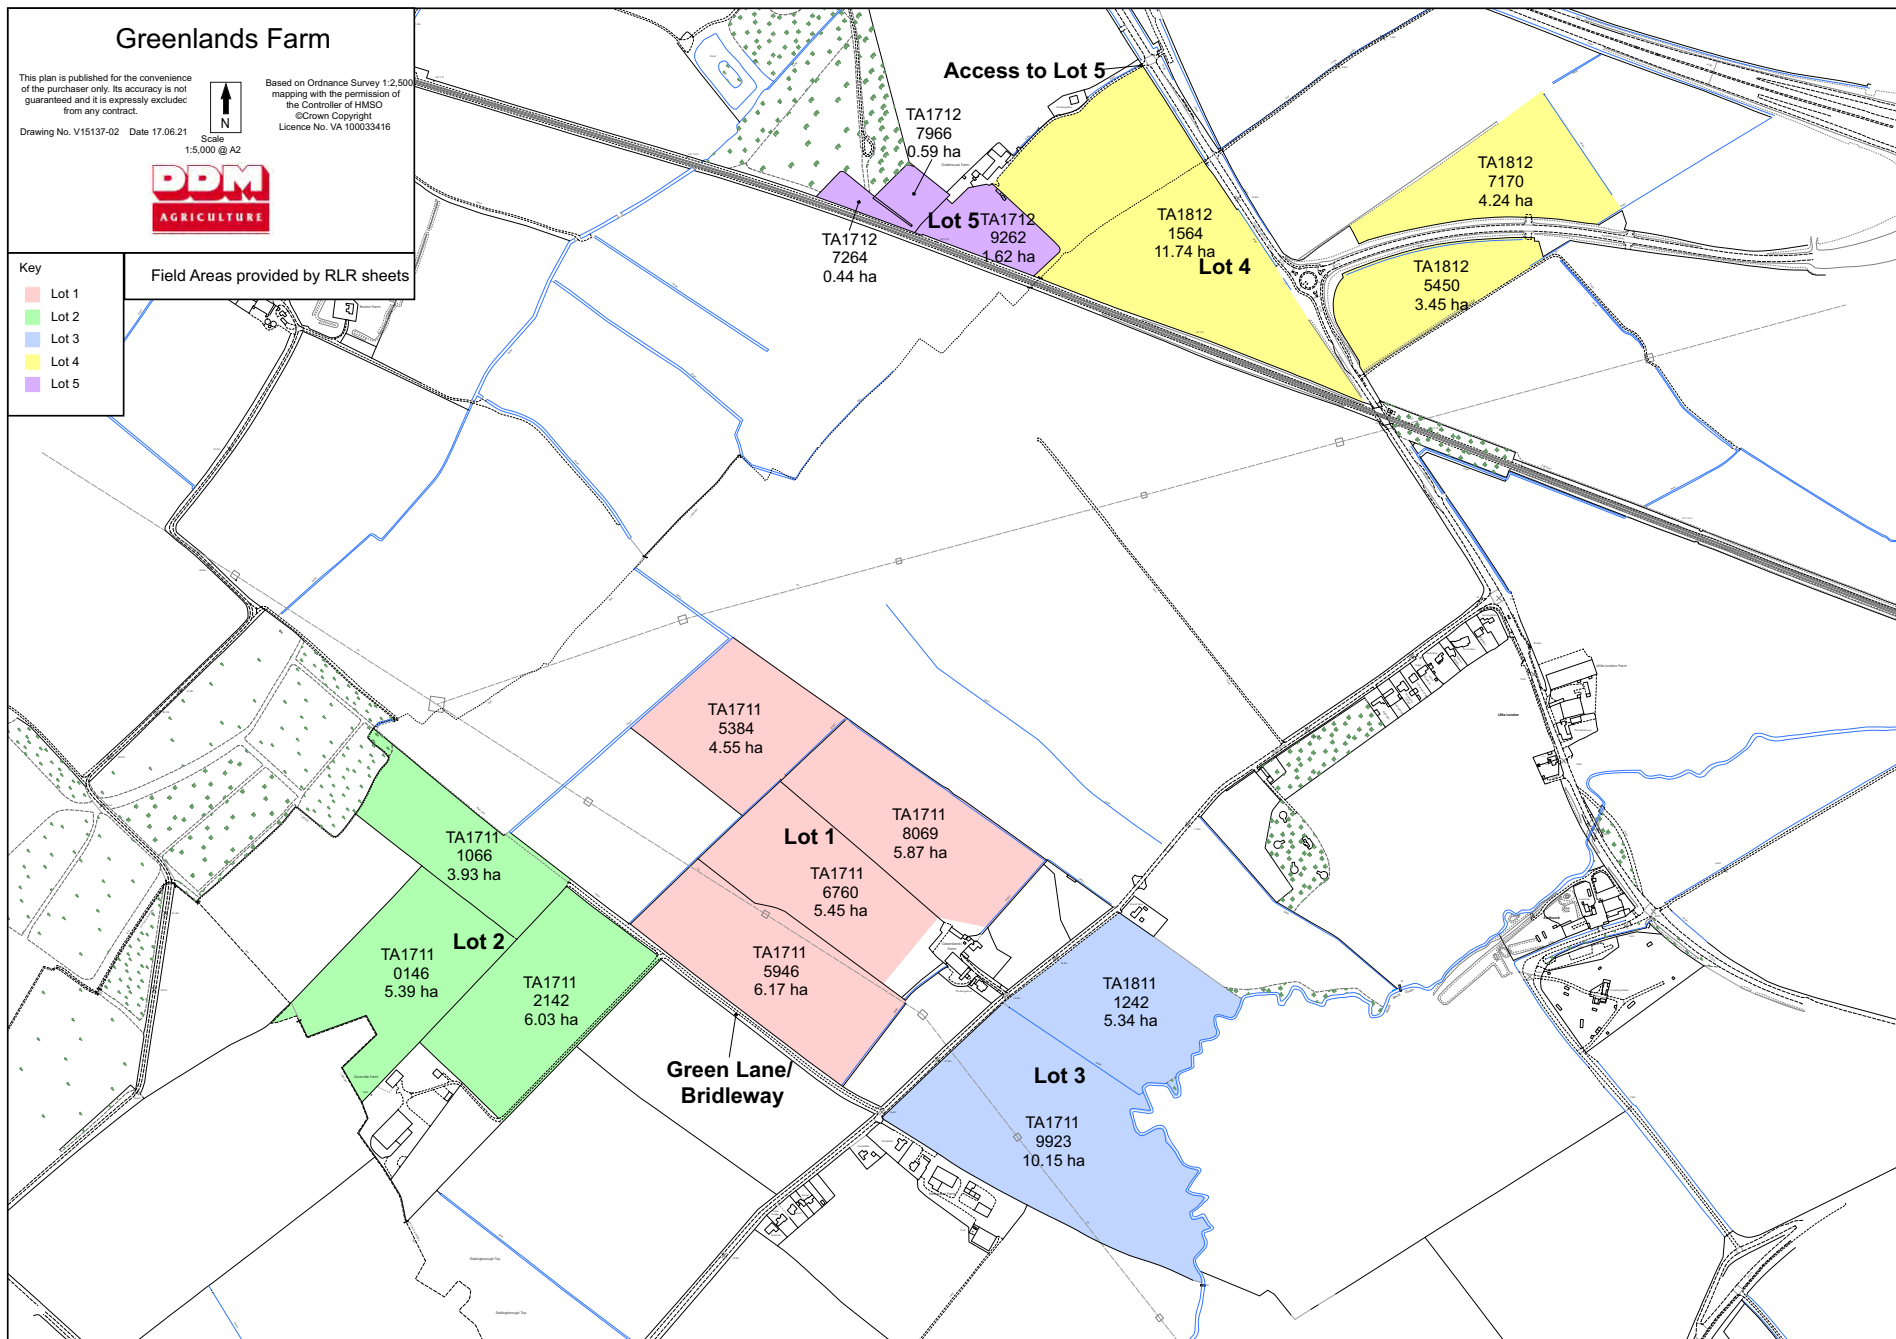 Greenlands Farm
This plan is published for the convenience
of the purchaser only. Its accuracy is not
guaranteed and it is expressly excluded
from any contract.
Drawing No. V15137-02 Date 17.06.21
N
Scale
1:5,000 @ A2
Based on Ordnance Survey 1:2,500
mapping with the permission of
the Controller of HMSO
©Crown Copyright
Licence No. VA 100033416
DDM
AGRICULTURE
Key
Lot 1
Lot 2
Lot 3
Lot 4
Lot 5
Field Areas provided by RLR sheets
Access to Lot 5
TA1712
7966
0.59 ha
TA1712
7264
0.44 ha
Lot 5
TA1712
9262
1.62 ha
TA1812
1564
11.74 ha
Lot 4
TA1812
7170
4.24 ha
TA1812
5450
3.45 ha
TA1711
5384
4.55 ha
Lot 1
TA1711
8069
5.87 ha
TA1711
6760
5.45 ha
TA1711
5946
6.17 ha
TA1711
1066
3.93 ha
Lot 2
TA1711
0146
5.39 ha
TA1711
2142
6.03 ha
Green Lane/
Bridleway
TA1811
1242
5.34 ha
Lot 3
TA1711
9923
10.15 ha
Little London Farm
Little London
Stallingborough Top
Stallingborough Top